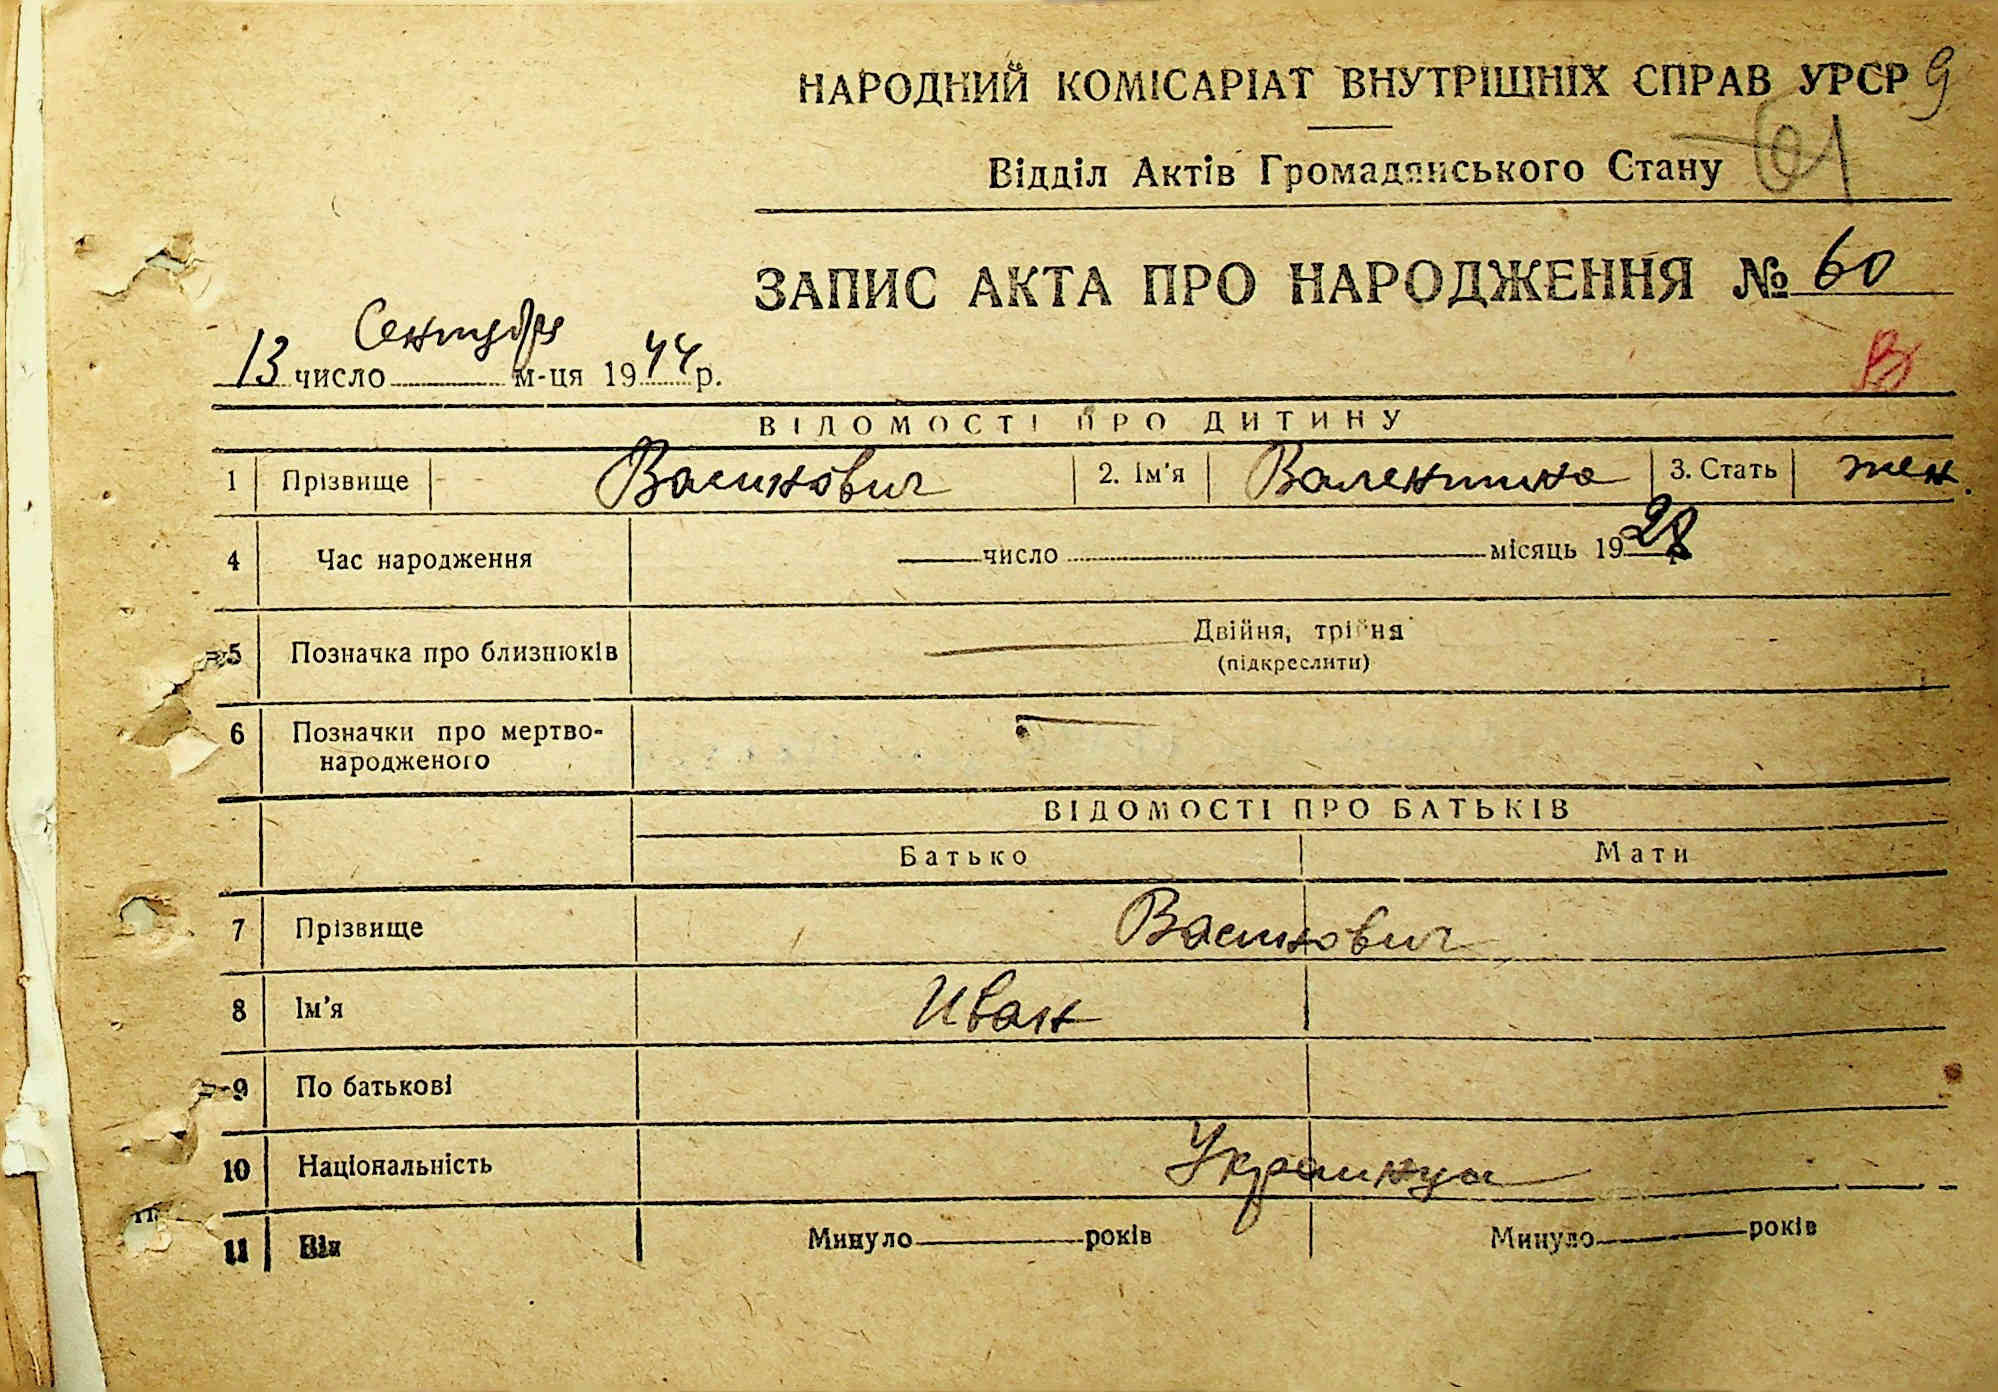 НАРОДНИЙ КОМІСАРІАТ ВНУТРІШНІХ СПРАВ УРСР 9
Відділ Актів Громадянського Стану 61
ЗАПИС АКТА ПРО НАРОДЖЕННЯ № 60
13 число Сентября м-ця 1944 р.
В
ВІДОМОСТІ ПРО ДИТИНУ
1 Прізвище Васинович 2. Ім'я Валентина 3. Стать жен.
4 Час народження число місяць 1928
5 Позначка про близнюків Двійня, трійня
(підкреслити)
6 Позначки про мертво-
народженого
ВІДОМОСТІ ПРО БАТЬКІВ
Батько Мати
7 Прізвище Васинович
8 Ім'я Иван
9 По батькові
10 Національність Украинца
11 Вік Минуло років Минуло років